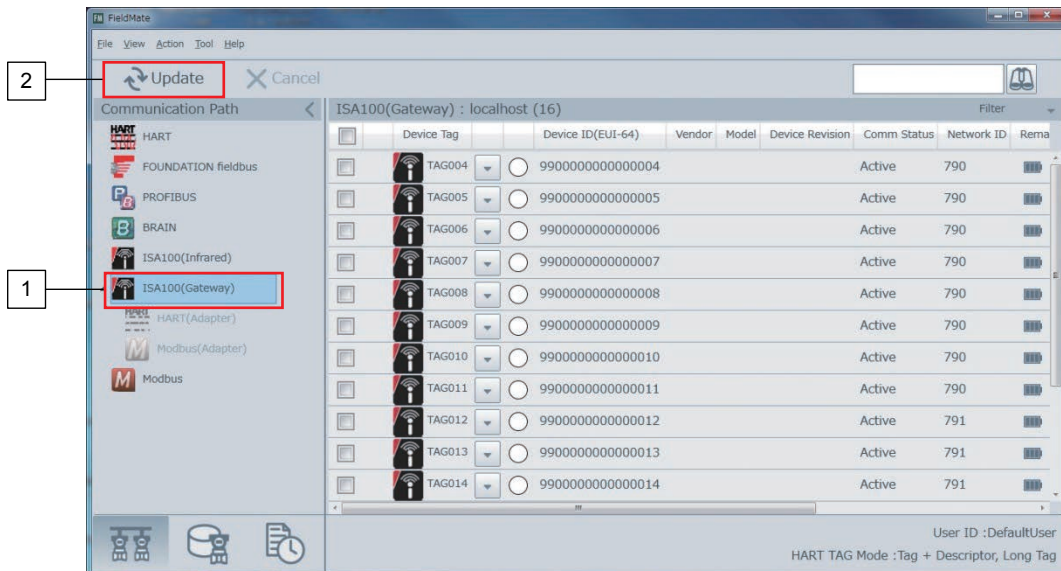 FM FieldMate
File View Action Tool Help
2
Update Cancel
Communication Path
ISA100(Gateway) : localhost (16) Filter
Device Tag Device ID(EUI-64) Vendor Model Device Revision Comm Status Network ID Rema
HART HART
FOUNDATION fieldbus
PROFIBUS
B BRAIN
ISA100(Infrared)
1
ISA100(Gateway)
HART HART(Adapter)
M Modbus(Adapter)
M Modbus
TAG004 9900000000000004 Active 790
TAG005 9900000000000005 Active 790
TAG006 9900000000000006 Active 790
TAG007 9900000000000007 Active 790
TAG008 9900000000000008 Active 790
TAG009 9900000000000009 Active 790
TAG010 9900000000000010 Active 790
TAG011 9900000000000011 Active 790
TAG012 9900000000000012 Active 791
TAG013 9900000000000013 Active 791
TAG014 9900000000000014 Active 791
User ID :DefaultUser
HART TAG Mode :Tag + Descriptor, Long Tag